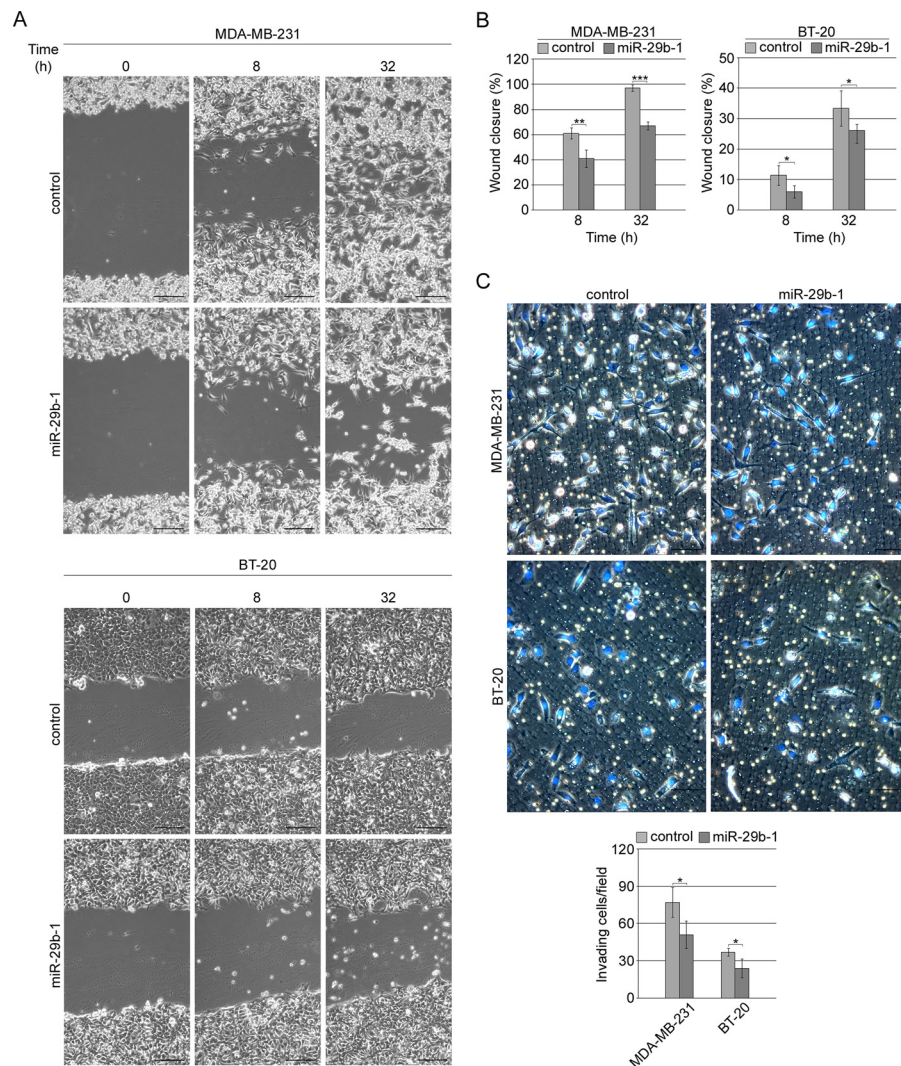 A
MDA-MB-231
Time
(h)
0
8
32
control
miR-29b-1
BT-20
0
8
32
control
miR-29b-1
B
MDA-MB-231
control
miR-29b-1
Wound closure (%)
120
100
80
60
40
20
0
**
***
8
32
Time (h)
BT-20
control
miR-29b-1
Wound closure (%)
50
40
30
20
10
0
*
*
8
32
Time (h)
C
control
miR-29b-1
MDA-MB-231
BT-20
control
miR-29b-1
Invading cells/field
120
90
60
30
0
*
*
MDA-MB-231
BT-20